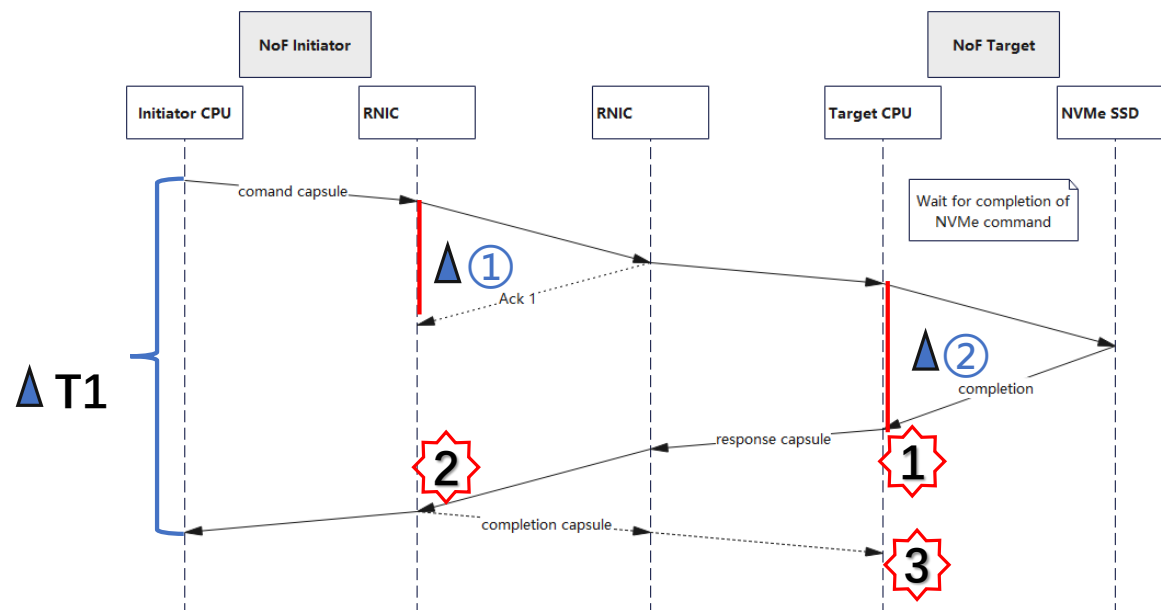 NoF Initiator
NoF Target
Initiator CPU
RNIC
RNIC
Target CPU
NVMe SSD
comand capsule
Wait for completion of
NVMe command
①
Ack 1
②
completion
T1
response capsule
2
1
completion capsule
3